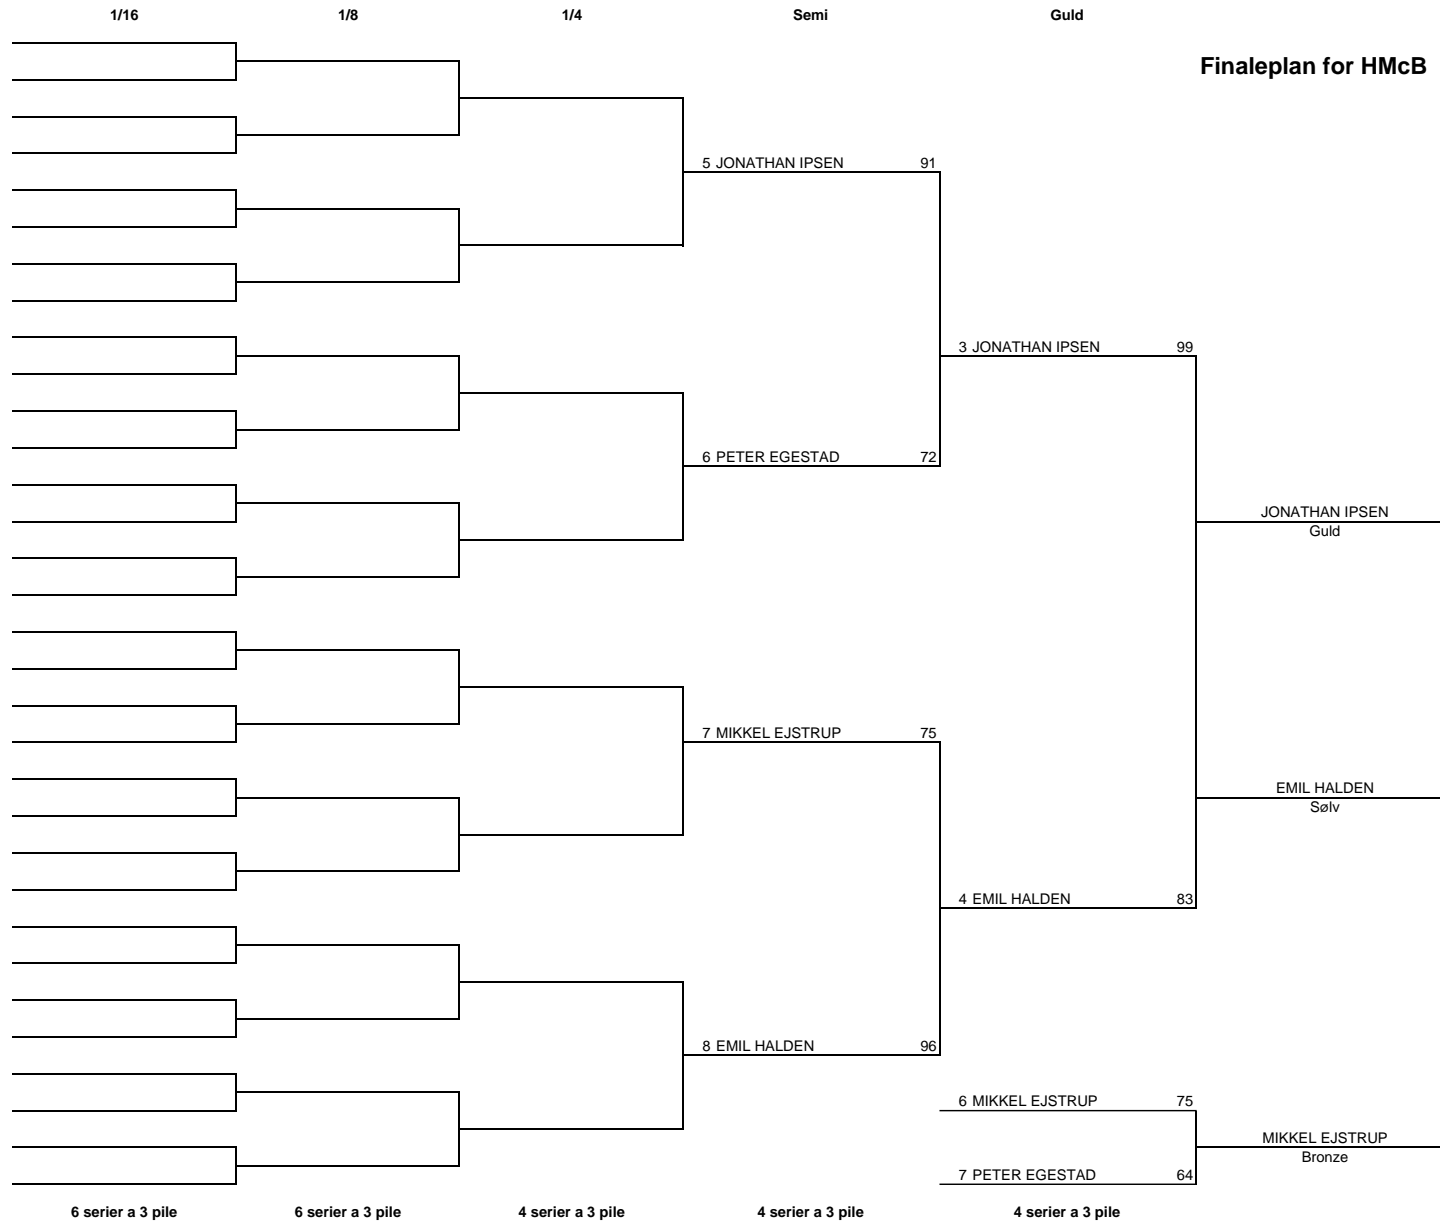 1/16 1/8 1/4 Semi Guld
Finaleplan for HMcB
5 JONATHAN IPSEN 91
3 JONATHAN IPSEN 99
6 PETER EGESTAD 72
JONATHAN IPSEN
Guld
7 MIKKEL EJSTRUP 75
EMIL HALDEN
Sølv
4 EMIL HALDEN 83
8 EMIL HALDEN 96
6 MIKKEL EJSTRUP 75
MIKKEL EJSTRUP
Bronze
7 PETER EGESTAD 64
6 serier a 3 pile 6 serier a 3 pile 4 serier a 3 pile 4 serier a 3 pile 4 serier a 3 pile